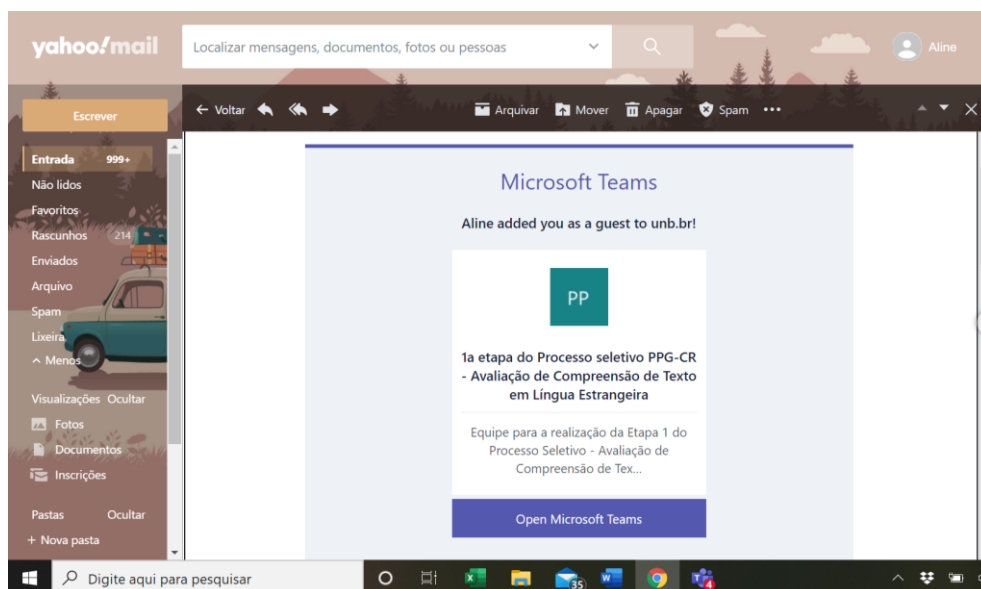 yahoo!mail
Localizar mensagens, documentos, fotos ou pessoas
Aline
Escrever
Voltar
Arquivar
Mover
Apagar
Spam
Entrada 999+
Não lidos
Favoritos
Rascunhos 214
Enviados
Arquivo
Spam
Lixeira
Menos
Visualizações Ocultar
Fotos
Documentos
Inscrições
Pastas Ocultar
+ Nova pasta
Microsoft Teams
Aline added you as a guest to unb.br!
PP
1a etapa do Processo seletivo PPG-CR
- Avaliação de Compreensão de Texto
em Língua Estrangeira
Equipe para a realização da Etapa 1 do
Processo Seletivo - Avaliação de
Compreensão de Tex...
Open Microsoft Teams
Digite aqui para pesquisar
35
4